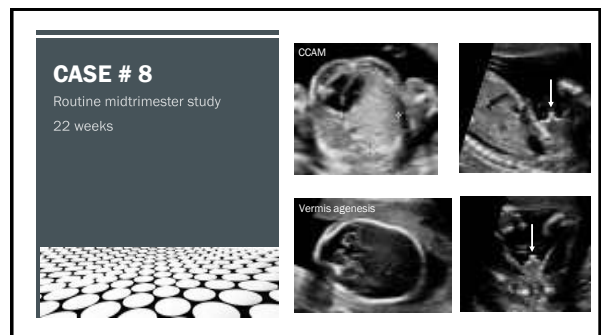 CASE # 8
Routine midtrimester study
22 weeks
CCAM
Vermis agenesis